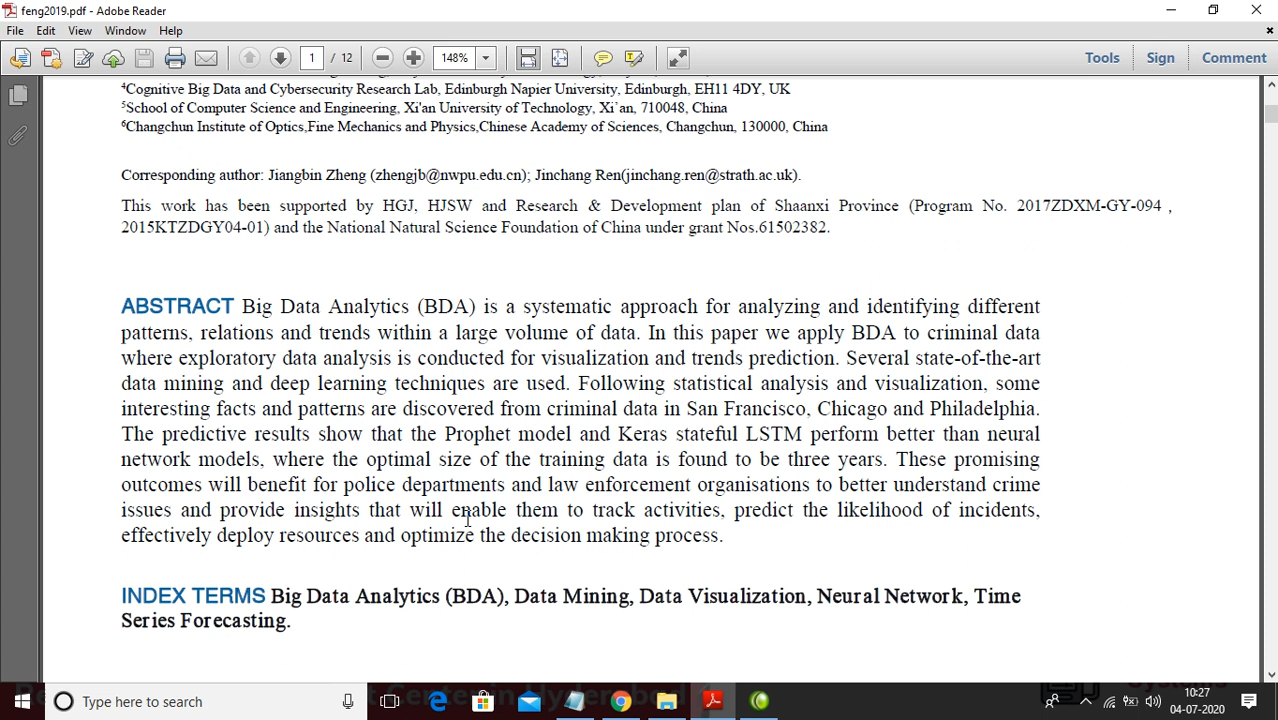 feng2019.pdf - Adobe Reader
File Edit View Window Help
1 / 12 148% Tools Sign Comment
⁴Cognitive Big Data and Cybersecurity Research Lab, Edinburgh Napier University, Edinburgh, EH11 4DY, UK
⁵School of Computer Science and Engineering, Xi'an University of Technology, Xi`an, 710048, China
⁶Changchun Institute of Optics,Fine Mechanics and Physics,Chinese Academy of Sciences, Changchun, 130000, China
Corresponding author: Jiangbin Zheng (zhengjb@nwpu.edu.cn); Jinchang Ren(jinchang.ren@strath.ac.uk).
This work has been supported by HGJ, HJSW and Research & Development plan of Shaanxi Province (Program No. 2017ZDXM-GY-094 ,
2015KTZDGY04-01) and the National Natural Science Foundation of China under grant Nos.61502382.
ABSTRACT Big Data Analytics (BDA) is a systematic approach for analyzing and identifying different
patterns, relations and trends within a large volume of data. In this paper we apply BDA to criminal data
where exploratory data analysis is conducted for visualization and trends prediction. Several state-of-the-art
data mining and deep learning techniques are used. Following statistical analysis and visualization, some
interesting facts and patterns are discovered from criminal data in San Francisco, Chicago and Philadelphia.
The predictive results show that the Prophet model and Keras stateful LSTM perform better than neural
network models, where the optimal size of the training data is found to be three years. These promising
outcomes will benefit for police departments and law enforcement organisations to better understand crime
issues and provide insights that will enable them to track activities, predict the likelihood of incidents,
effectively deploy resources and optimize the decision making process.
INDEX TERMS Big Data Analytics (BDA), Data Mining, Data Visualization, Neural Network, Time
Series Forecasting.
Type here to search
10:27
04-07-2020